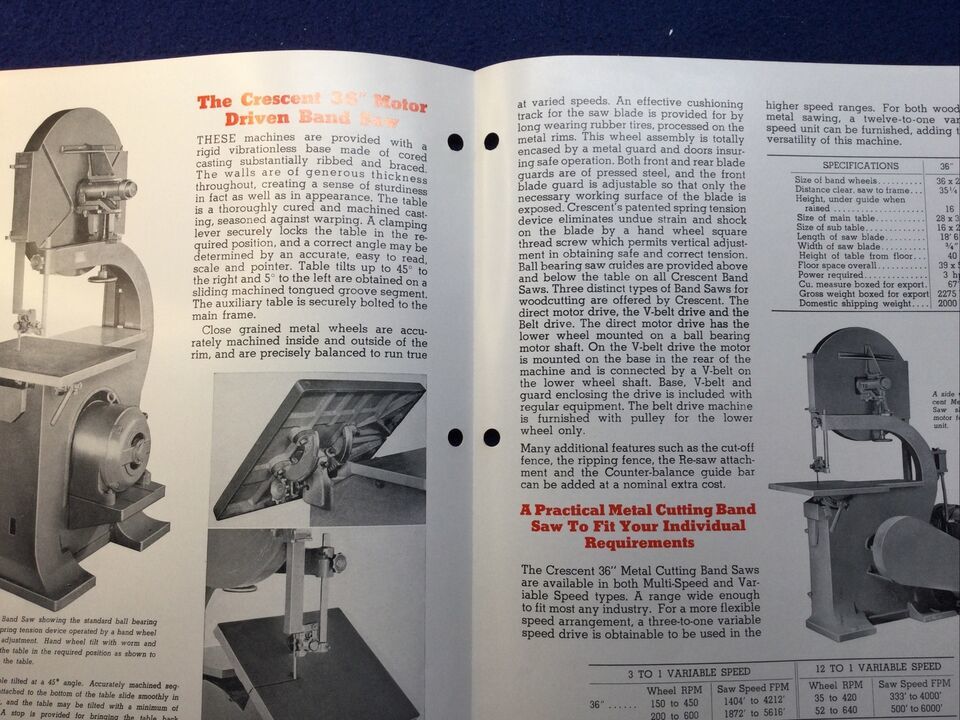 The Crescent 36" Motor
Driven Band Saw
THESE machines are provided with a
rigid vibrationless base made of cored
casting substantially ribbed and braced.
The walls are of generous thickness
throughout, creating a sense of sturdiness
in fact as well as in appearance. The table
is a thoroughly cured and machined cast-
ing, seasoned against warping. A clamping
lever securely locks the table in the re-
quired position, and a correct angle may be
determined by an accurate, easy to read,
scale and pointer. Table tilts up to 45° to
the right and 5° to the left are obtained on a
sliding machined tongued groove segment.
The auxiliary table is securely bolted to the
main frame.
Close grained metal wheels are accu-
rately machined inside and outside of the
rim, and are precisely balanced to run true
Band Saw showing the standard ball bearing
pring tension device operated by a hand wheel
adjustment. Hand wheel tilt with worm and
the table in the required position as shown to
the table.
le tilted at a 45° angle. Accurately machined seg-
attached to the bottom of the table slide smoothly in
, and the table may be tilted with a minimum of
A stop is provided for bringing the table back
at varied speeds. An effective cushioning
track for the saw blade is provided for by
long wearing rubber tires, processed on the
metal rims. This wheel assembly is totally
encased by a metal guard and doors insur-
ing safe operation. Both front and rear blade
guards are of pressed steel, and the front
blade guard is adjustable so that only the
necessary working surface of the blade is
exposed. Crescent's patented spring tension
device eliminates undue strain and shock
on the blade by a hand wheel square
thread screw which permits vertical adjust-
ment in obtaining safe and correct tension.
Ball bearing saw guides are provided above
and below the table on all Crescent Band
Saws. Three distinct types of Band Saws for
woodcutting are offered by Crescent. The
direct motor drive, the V-belt drive and the
Belt drive. The direct motor drive has the
lower wheel mounted on a ball bearing
motor shaft. On the V-belt drive the motor
is mounted on the base in the rear of the
machine and is connected by a V-belt on
the lower wheel shaft. Base, V-belt and
guard enclosing the drive is included with
regular equipment. The belt drive machine
is furnished with pulley for the lower
wheel only.
Many additional features such as the cut-off
fence, the ripping fence, the Re-saw attach-
ment and the Counter-balance guide bar
can be added at a nominal extra cost.
A Practical Metal Cutting Band
Saw To Fit Your Individual
Requirements
The Crescent 36" Metal Cutting Band Saws
are available in both Multi-Speed and Var-
iable Speed types. A range wide enough
to fit most any industry. For a more flexible
speed arrangement, a three-to-one variable
speed drive is obtainable to be used in the
higher speed ranges. For both wood
metal sawing, a twelve-to-one var
speed unit can be furnished, adding t
versatility of this machine.
SPECIFICATIONS 36"
Size of band wheels.......... 36 x 2
Distance clear, saw to frame... 35¼
Height, under guide when
raised .................... 16
Size of main table........... 28 x 3
Size of sub table............ 16 x 2
Length of saw blade......... 18' 6
Width of saw blade.......... ¾"
Height of table from floor... 40
Floor space overall.......... 39 x 5
Power required.............. 3 hp
Cu. measure boxed for export. 67'
Gross weight boxed for export 2275
Domestic shipping weight.... 2000
A side
cent Me
Saw s
motor
unit.
3 TO 1 VARIABLE SPEED 12 TO 1 VARIABLE SPEED
Wheel RPM Saw Speed FPM Wheel RPM Saw Speed FPM
36" ...... 150 to 450 1404' to 4212' 35 to 420 333' to 4000'
200 to 600 1872' to 5616' 52 to 640 500' to 6000'